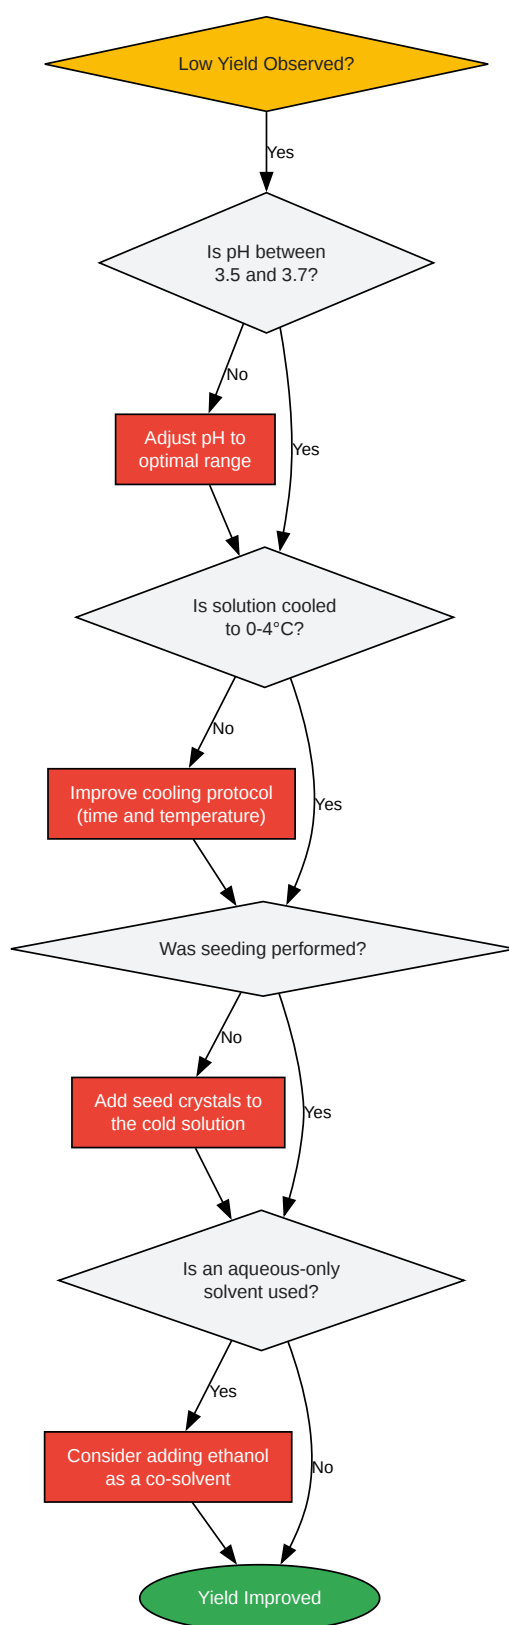 Low Yield Observed?
Yes
Is pH between
3.5 and 3.7?
No
Adjust pH to
optimal range
Yes
Is solution cooled
to 0-4°C?
No
Improve cooling protocol
(time and temperature)
Yes
Was seeding performed?
No
Add seed crystals to
the cold solution
Yes
Is an aqueous-only
solvent used?
Yes
Consider adding ethanol
as a co-solvent
No
Yield Improved